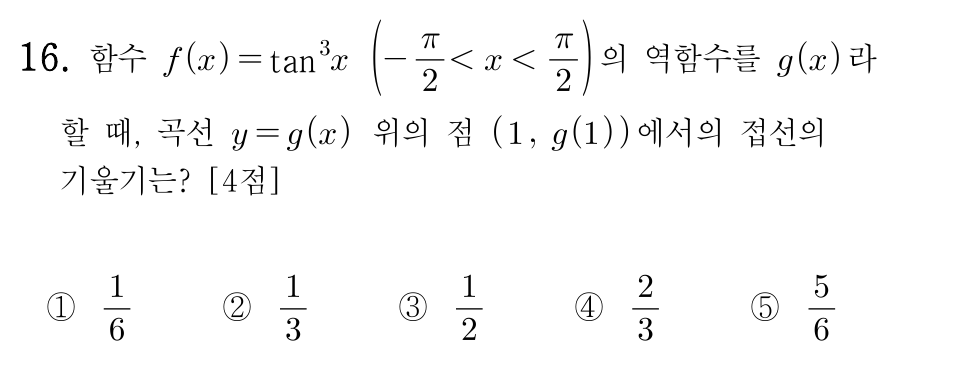 16. 함수 f(x)=tan³x (-π/2<x<π/2)의 역함수를 g(x)라
할 때, 곡선 y=g(x) 위의 점 (1, g(1))에서의 접선의
기울기는? [4점]
① 1/6 ② 1/3 ③ 1/2 ④ 2/3 ⑤ 5/6